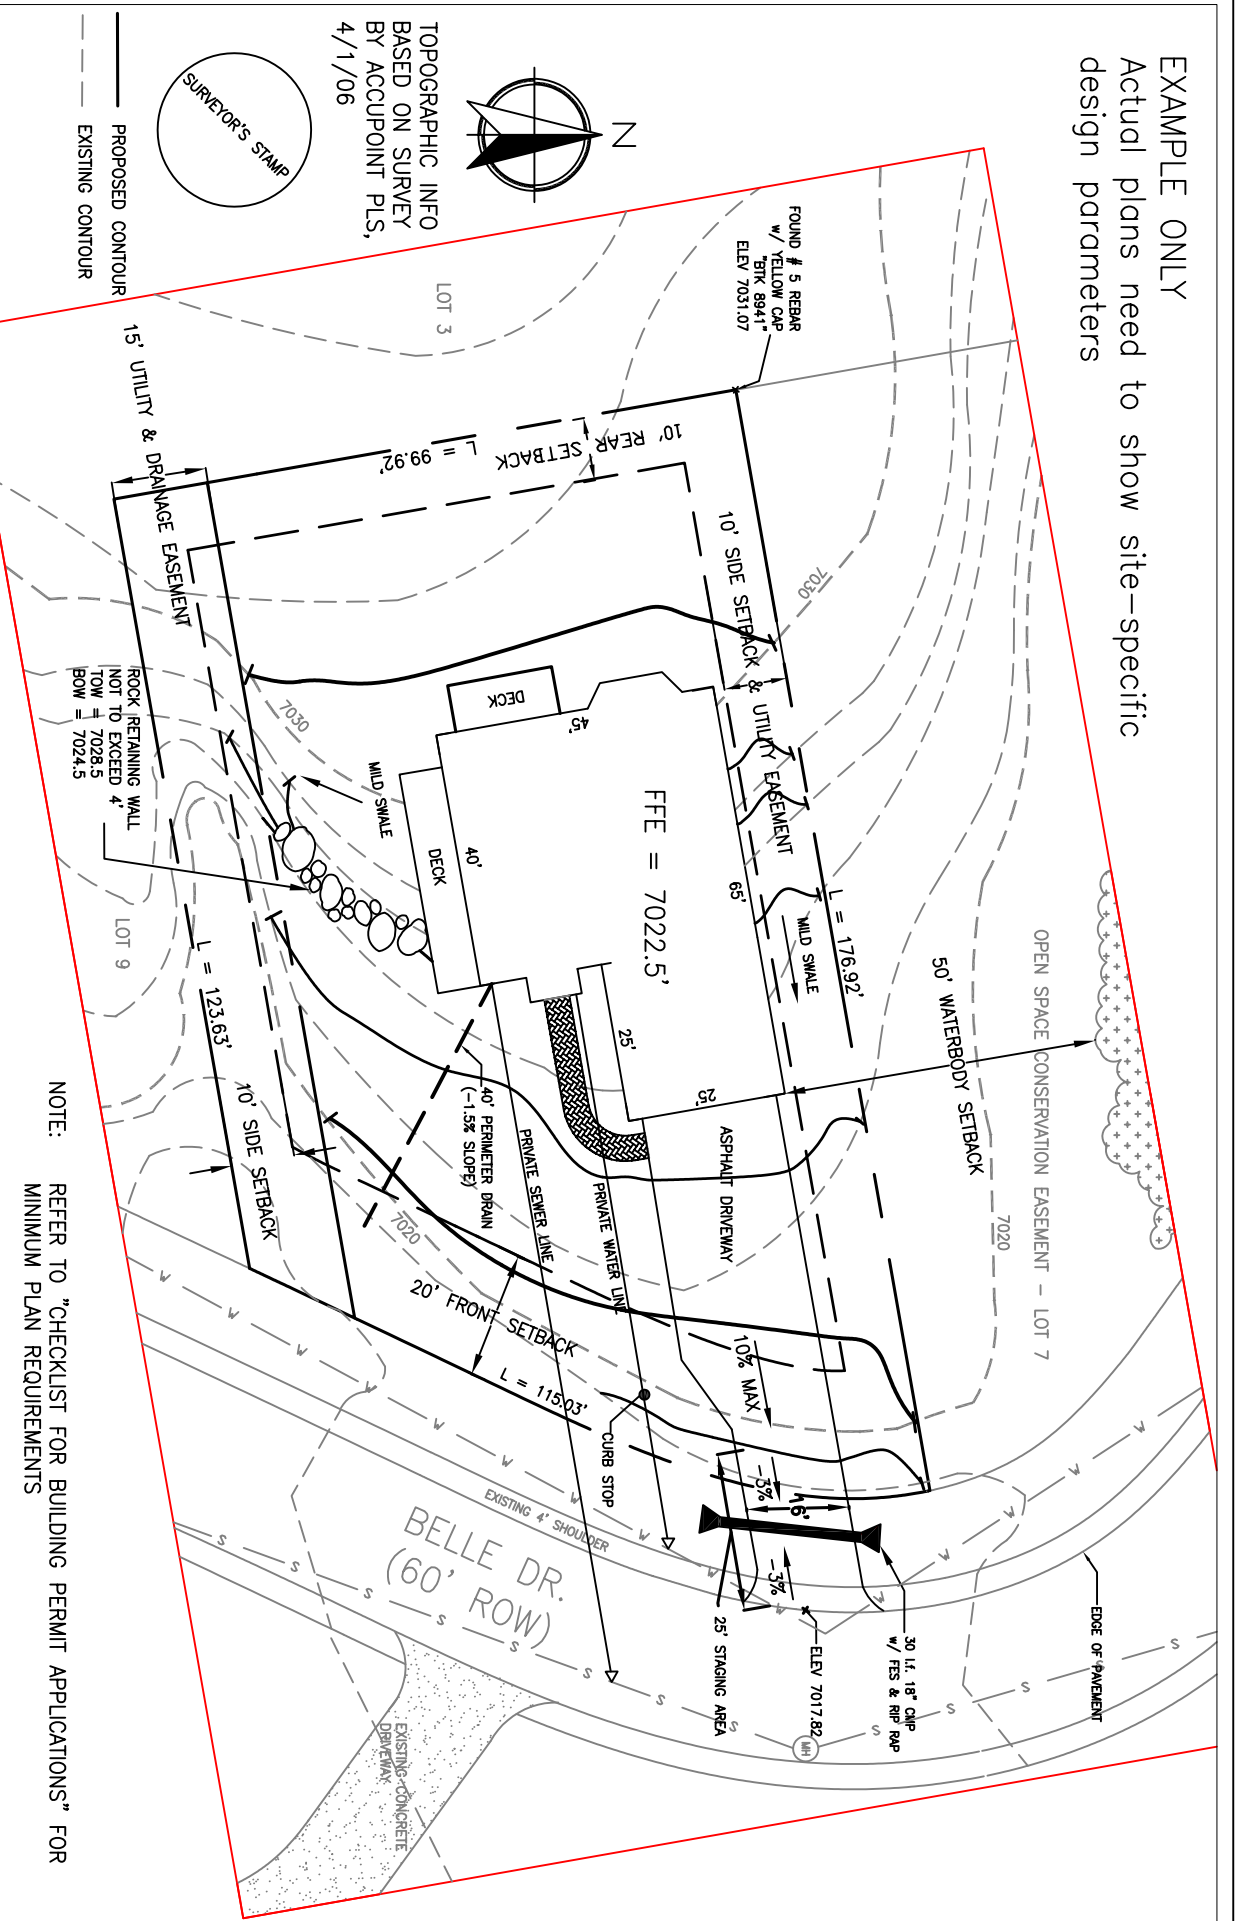 EXAMPLE ONLY
Actual plans need to show site-specific
design parameters
N
TOPOGRAPHIC INFO
BASED ON SURVEY
BY ACCUPOINT PLS,
4/1/06
SURVEYOR'S STAMP
PROPOSED CONTOUR
EXISTING CONTOUR
FOUND # 5 REBAR
w/ YELLOW CAP
"BTK 8941"
ELEV 7031.07
LOT 3
15' UTILITY & DRAINAGE EASEMENT
10' REAR SETBACK
L = 99.92'
10' SIDE SETBACK & UTILITY EASEMENT
7030
7030
DECK
45'
MILD SWALE
ROCK RETAINING WALL
NOT TO EXCEED 4'
TOW = 7028.5
BOW = 7024.5
DECK
40'
FFE = 7022.5'
65'
MILD SWALE
L = 176.92'
50' WATERBODY SETBACK
OPEN SPACE CONSERVATION EASEMENT - LOT 7
7020
LOT 9
L = 123.63'
10' SIDE SETBACK
25'
25'
40' PERIMETER DRAIN
(-1.5% SLOPE)
PRIVATE SEWER LINE
PRIVATE WATER LINE
ASPHALT DRIVEWAY
7020
20' FRONT SETBACK
L = 115.03'
10% MAX
CURB STOP
-3%
16'
-3%
EXISTING 4' SHOULDER
BELLE DR.
(60' ROW)
25' STAGING AREA
ELEV 7017.82
30 l.f. 18" CMP
w/ FES & RIP RAP
EDGE OF PAVEMENT
MH
W
W
W
W
W
W
W
W
W
W
W
W
S
S
S
S
S
S
S
S
S
S
S
S
EXISTING CONCRETE
DRIVEWAY
NOTE: REFER TO "CHECKLIST FOR BUILDING PERMIT APPLICATIONS" FOR
MINIMUM PLAN REQUIREMENTS